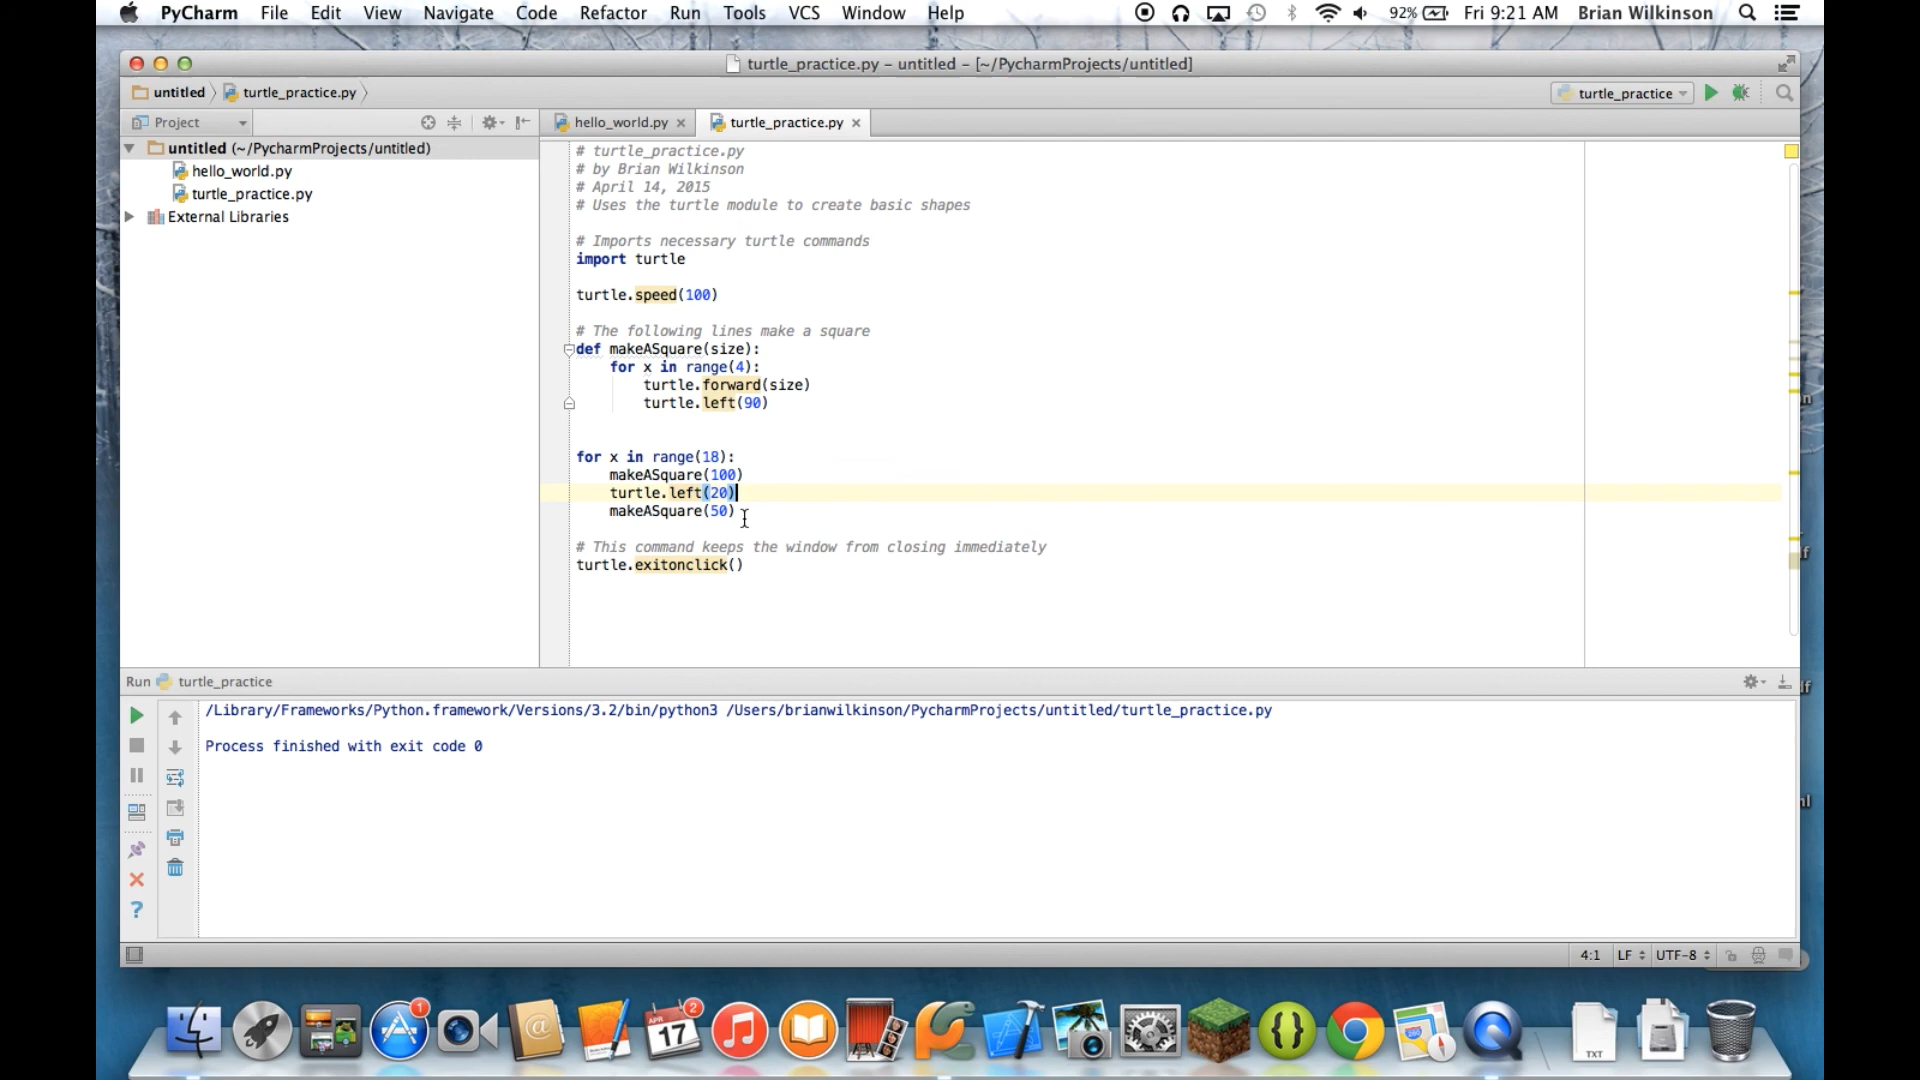 PyCharm File Edit View Navigate Code Refactor Run Tools VCS Window Help 92% Fri 9:21 AM Brian Wilkinson
turtle_practice.py - untitled - [~/PycharmProjects/untitled]
untitled turtle_practice.py turtle_practice
Project hello_world.py turtle_practice.py
untitled (~/PycharmProjects/untitled)
hello_world.py
turtle_practice.py
External Libraries
# turtle_practice.py
# by Brian Wilkinson
# April 14, 2015
# Uses the turtle module to create basic shapes
# Imports necessary turtle commands
import turtle
turtle.speed(100)
# The following lines make a square
def makeASquare(size):
for x in range(4):
turtle.forward(size)
turtle.left(90)
for x in range(18):
makeASquare(100)
turtle.left(20)
makeASquare(50)
# This command keeps the window from closing immediately
turtle.exitonclick()
Run turtle_practice
/Library/Frameworks/Python.framework/Versions/3.2/bin/python3 /Users/brianwilkinson/PycharmProjects/untitled/turtle_practice.py
Process finished with exit code 0
4:1 LF UTF-8
1
APR
17
2
TXT